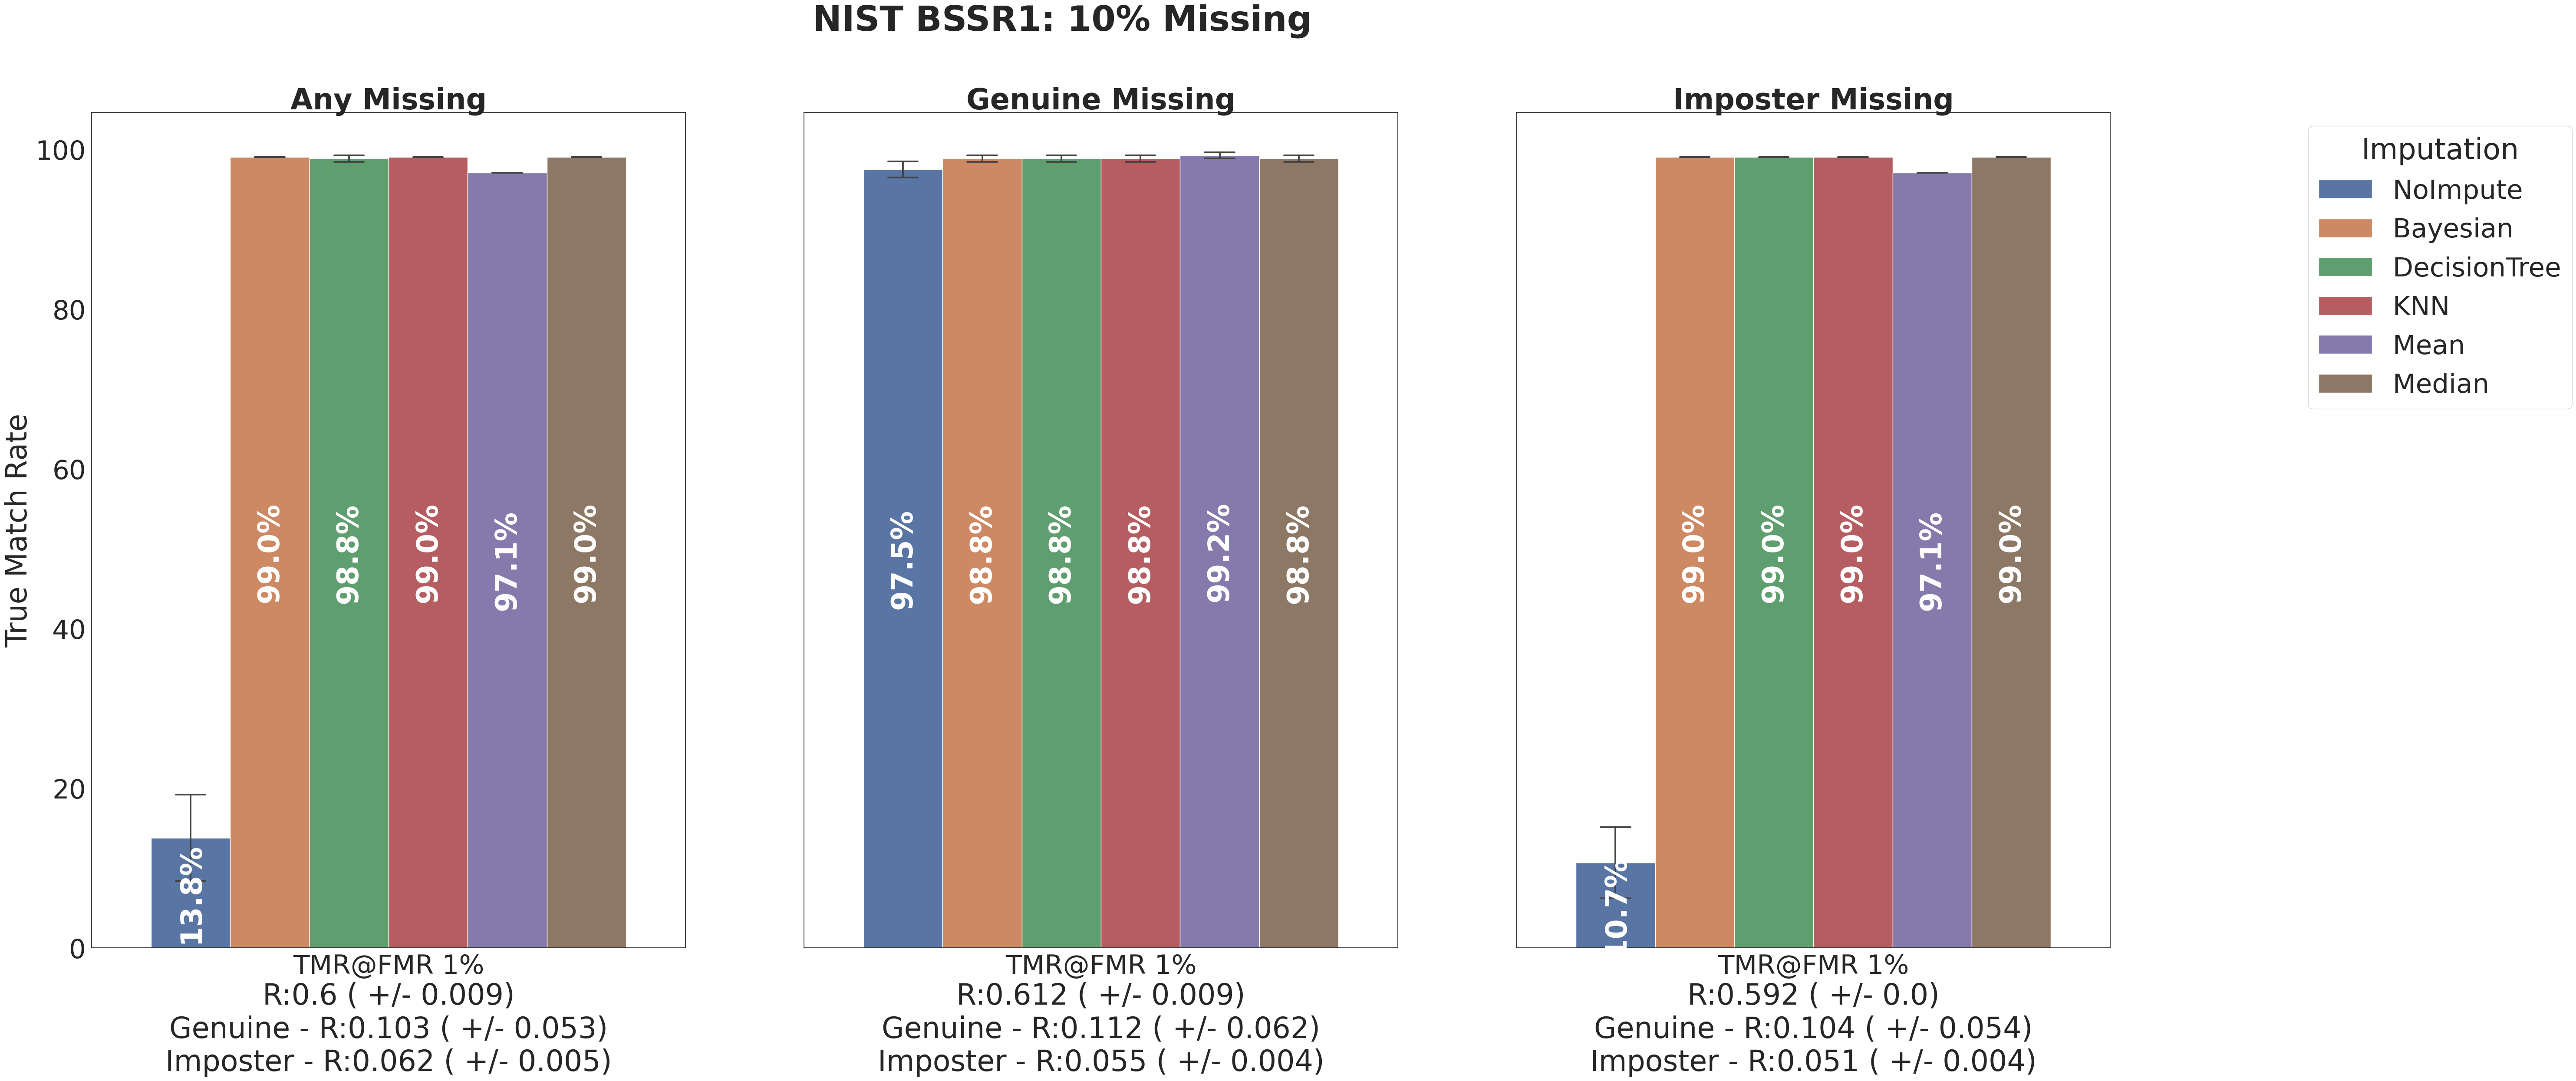 NIST BSSR1: 10% Missing
Any Missing
Genuine Missing
Imposter Missing
True Match Rate
100
80
60
40
20
0
13.8%
99.0%
98.8%
99.0%
97.1%
99.0%
97.5%
98.8%
98.8%
98.8%
99.2%
98.8%
10.7%
99.0%
99.0%
99.0%
97.1%
99.0%
TMR@FMR 1%
R:0.6 ( +/- 0.009)
Genuine - R:0.103 ( +/- 0.053)
Imposter - R:0.062 ( +/- 0.005)
TMR@FMR 1%
R:0.612 ( +/- 0.009)
Genuine - R:0.112 ( +/- 0.062)
Imposter - R:0.055 ( +/- 0.004)
TMR@FMR 1%
R:0.592 ( +/- 0.0)
Genuine - R:0.104 ( +/- 0.054)
Imposter - R:0.051 ( +/- 0.004)
Imputation
NoImpute
Bayesian
DecisionTree
KNN
Mean
Median